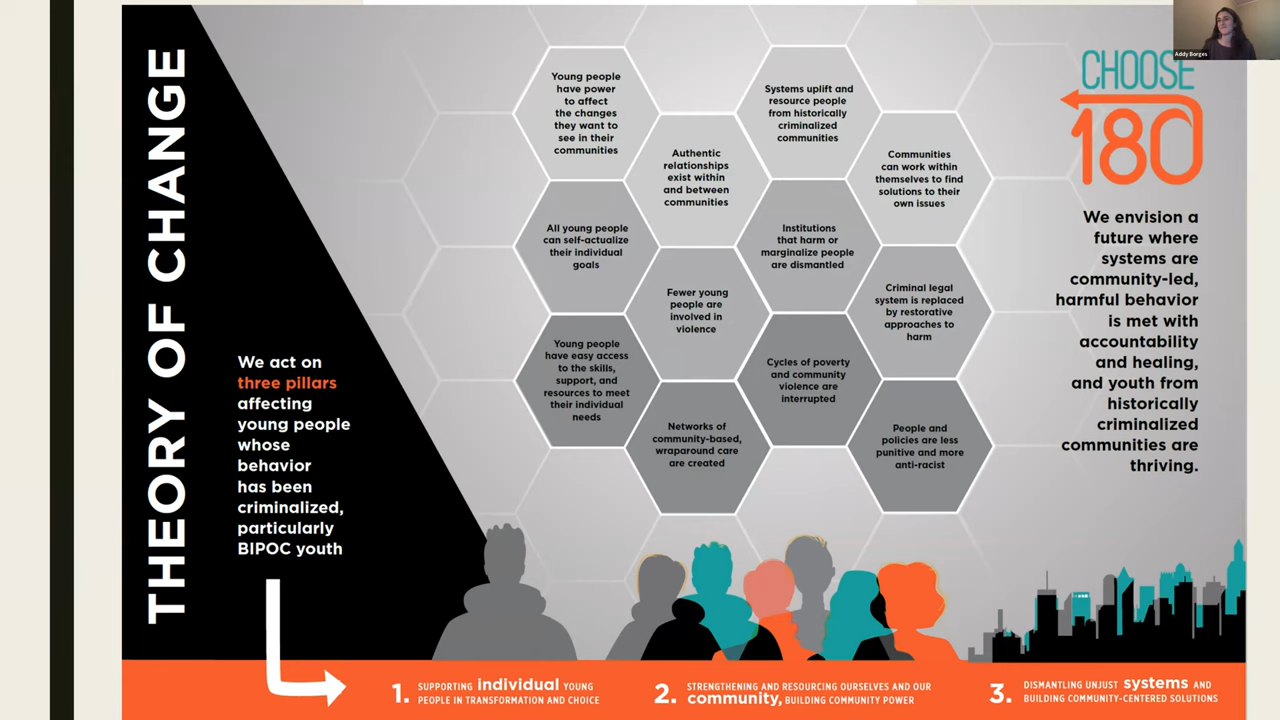 THEORY OF CHANGE
We act on
three pillars
affecting
young people
whose
behavior
has been
criminalized,
particularly
BIPOC youth
Young people
have power
to affect
the changes
they want to
see in their
communities
All young people
can self-actualize
their individual
goals
Young people
have easy access
to the skills,
support, and
resources to meet
their individual
needs
Authentic
relationships
exist within
and between
communities
Fewer young
people are
involved in
violence
Networks of
community-based,
wraparound care
are created
Systems uplift and
resource people
from historically
criminalized
communities
Institutions
that harm or
marginalize people
are dismantled
Cycles of poverty
and community
violence are
interrupted
Communities
can work within
themselves to find
solutions to their
own issues
Criminal legal
system is replaced
by restorative
approaches to
harm
People and
policies are less
punitive and more
anti-racist
Addy Borges
CHOOSE
180
We envision a
future where
systems are
community-led,
harmful behavior
is met with
accountability
and healing,
and youth from
historically
criminalized
communities are
thriving.
1. SUPPORTING individual YOUNG
PEOPLE IN TRANSFORMATION AND CHOICE
2. STRENGTHENING AND RESOURCING OURSELVES AND OUR
community, BUILDING COMMUNITY POWER
3. DISMANTLING UNJUST systems AND
BUILDING COMMUNITY-CENTERED SOLUTIONS